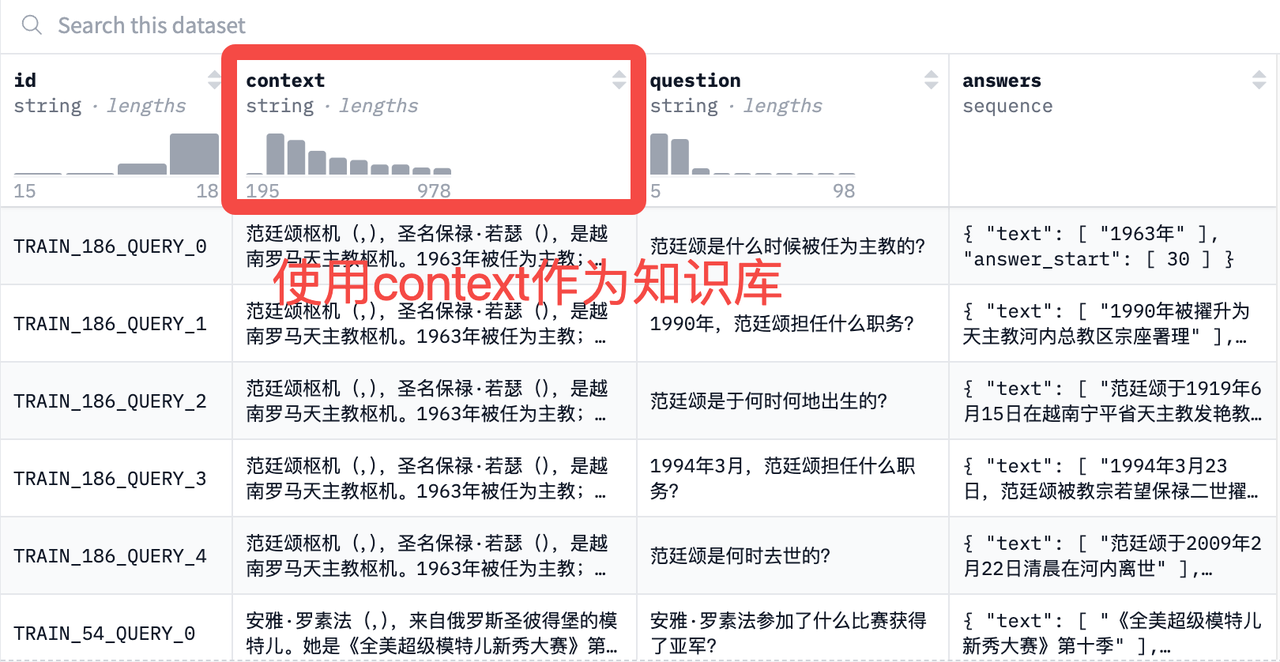 Search this dataset
id
string · lengths
15 18
context
string · lengths
195 978
question
string · lengths
5 98
answers
sequence
TRAIN_186_QUERY_0
范廷颂枢机（,），圣名保禄·若瑟（），是越
南罗马天主教枢机。1963年被任为主教；…
范廷颂是什么时候被任为主教的？
{ "text": [ "1963年" ],
"answer_start": [ 30 ] }
使用context作为知识库
TRAIN_186_QUERY_1
范廷颂枢机（,），圣名保禄·若瑟（），是越
南罗马天主教枢机。1963年被任为主教；…
1990年，范廷颂担任什么职务？
{ "text": [ "1990年被擢升为
天主教河内总教区宗座署理" ],…
TRAIN_186_QUERY_2
范廷颂枢机（,），圣名保禄·若瑟（），是越
南罗马天主教枢机。1963年被任为主教；…
范廷颂是于何时何地出生的？
{ "text": [ "范廷颂于1919年6
月15日在越南宁平省天主教发艳教…
TRAIN_186_QUERY_3
范廷颂枢机（,），圣名保禄·若瑟（），是越
南罗马天主教枢机。1963年被任为主教；…
1994年3月，范廷颂担任什么职
务？
{ "text": [ "1994年3月23
日，范廷颂被教宗若望保禄二世擢…
TRAIN_186_QUERY_4
范廷颂枢机（,），圣名保禄·若瑟（），是越
南罗马天主教枢机。1963年被任为主教；…
范廷颂是何时去世的？
{ "text": [ "范廷颂于2009年2
月22日清晨在河内离世" ],…
TRAIN_54_QUERY_0
安雅·罗素法（,），来自俄罗斯圣彼得堡的模
特儿。她是《全美超级模特儿新秀大赛》第…
安雅·罗素法参加了什么比赛获得
了亚军？
{ "text": [ "《全美超级模特儿
新秀大赛》第十季" ],…